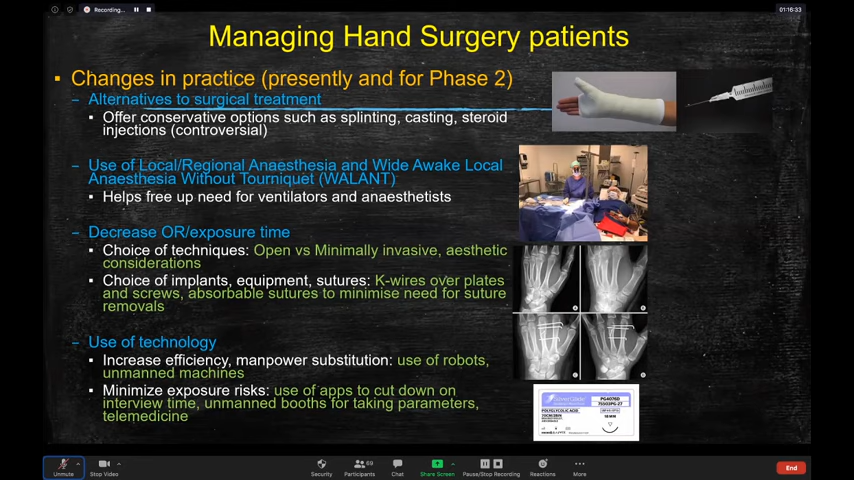 Recording...
01:16:33
Managing Hand Surgery patients
▪ Changes in practice (presently and for Phase 2)
– Alternatives to surgical treatment
▪ Offer conservative options such as splinting, casting, steroid
injections (controversial)
– Use of Local/Regional Anaesthesia and Wide Awake Local
Anaesthesia Without Tourniquet (WALANT)
▪ Helps free up need for ventilators and anaesthetists
– Decrease OR/exposure time
▪ Choice of techniques: Open vs Minimally invasive, aesthetic
considerations
▪ Choice of implants, equipment, sutures: K-wires over plates
and screws, absorbable sutures to minimise need for suture
removals
– Use of technology
▪ Increase efficiency, manpower substitution: use of robots,
unmanned machines
▪ Minimize exposure risks: use of apps to cut down on
interview time, unmanned booths for taking parameters,
telemedicine
POLYGLYCOLIC ACID
Unmute
Stop Video
Security
Participants
69
Chat
Share Screen
Pause/Stop Recording
Reactions
More
End